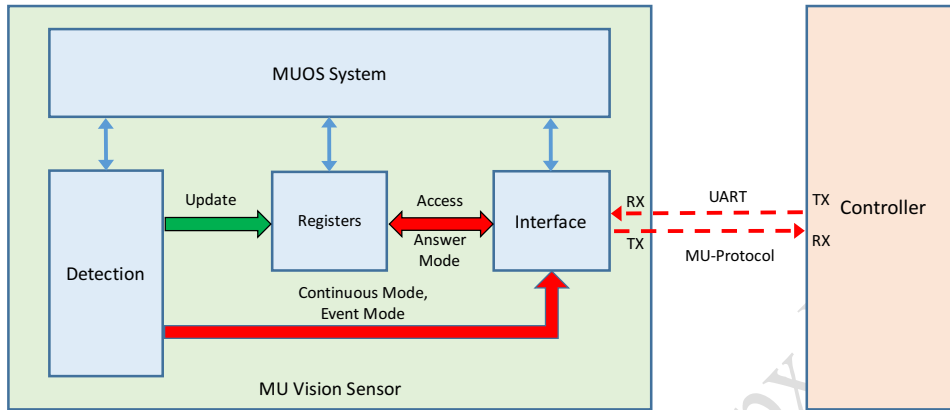 MUOS System
Update
Registers
Access
Answer
Mode
Interface
Detection
Continuous Mode,
Event Mode
MU Vision Sensor
RX
TX
UART
MU-Protocol
TX
RX
Controller